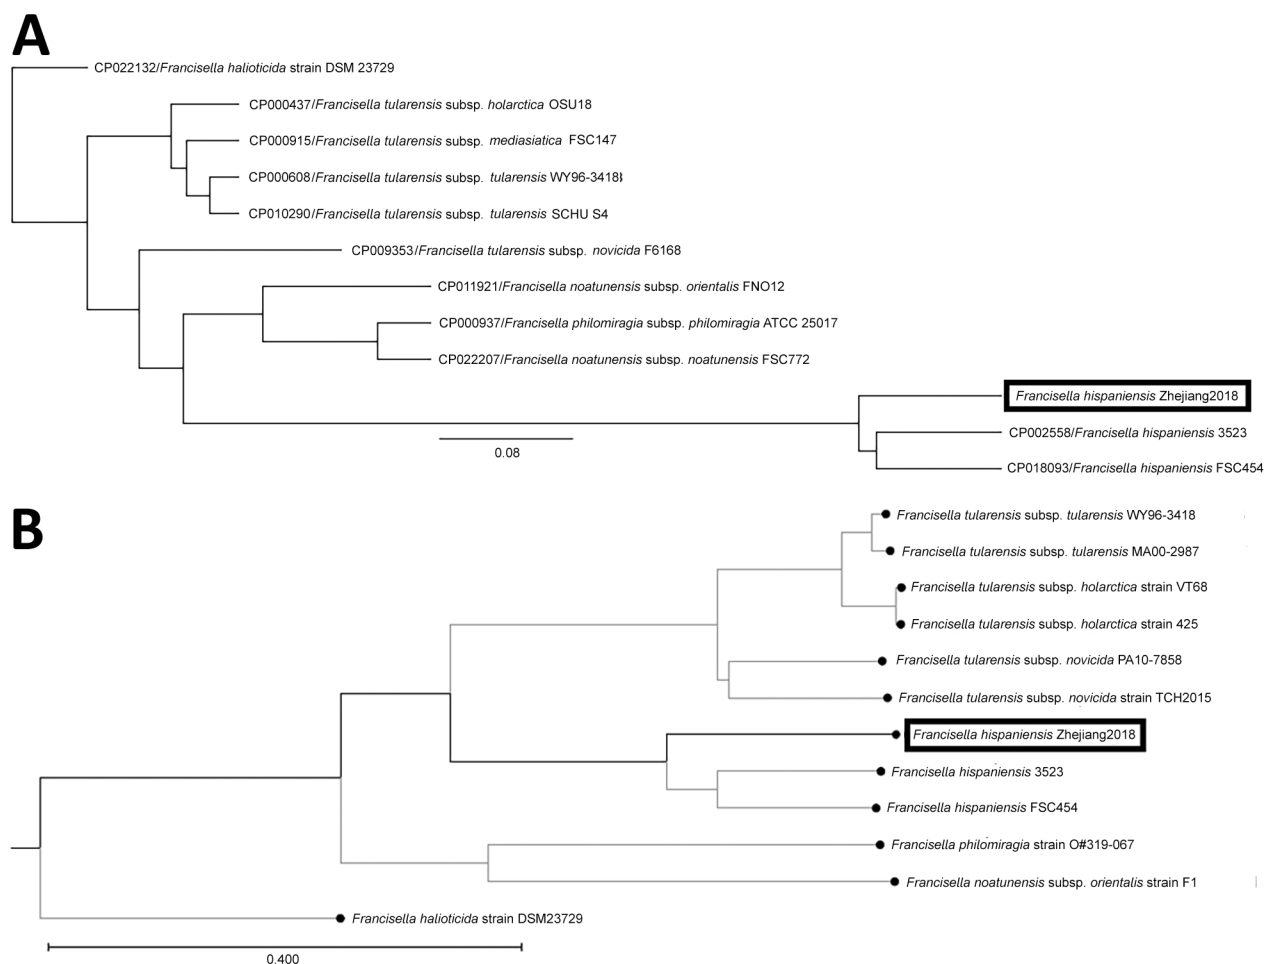 A
CP022132/Francisella halioticida strain DSM 23729
CP000437/Francisella tularensis subsp. holarctica OSU18
CP000915/Francisella tularensis subsp. mediasiatica FSC147
CP000608/Francisella tularensis subsp. tularensis WY96-3418
CP010290/Francisella tularensis subsp. tularensis SCHU S4
CP009353/Francisella tularensis subsp. novicida F6168
CP011921/Francisella noatunensis subsp. orientalis FNO12
CP000937/Francisella philomiragia subsp. philomiragia ATCC 25017
CP022207/Francisella noatunensis subsp. noatunensis FSC772
Francisella hispaniensis Zhejiang2018
CP002558/Francisella hispaniensis 3523
0.08
CP018093/Francisella hispaniensis FSC454
B
Francisella tularensis subsp. tularensis WY96-3418
Francisella tularensis subsp. tularensis MA00-2987
Francisella tularensis subsp. holarctica strain VT68
Francisella tularensis subsp. holarctica strain 425
Francisella tularensis subsp. novicida PA10-7858
Francisella tularensis subsp. novicida strain TCH2015
Francisella hispaniensis Zhejiang2018
Francisella hispaniensis 3523
Francisella hispaniensis FSC454
Francisella philomiragia strain O#319-067
Francisella noatunensis subsp. orientalis strain F1
Francisella halioticida strain DSM23729
0.400